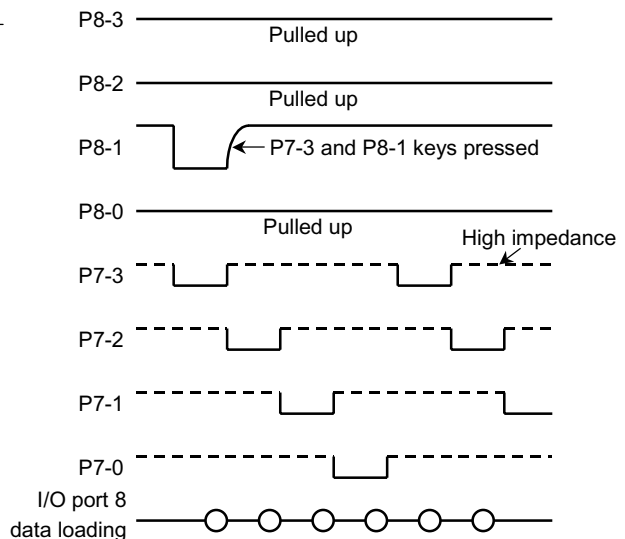 P8-3
Pulled up
P8-2
Pulled up
P8-1
P7-3 and P8-1 keys pressed
P8-0
Pulled up
High impedance
P7-3
P7-2
P7-1
P7-0
I/O port 8
data loading